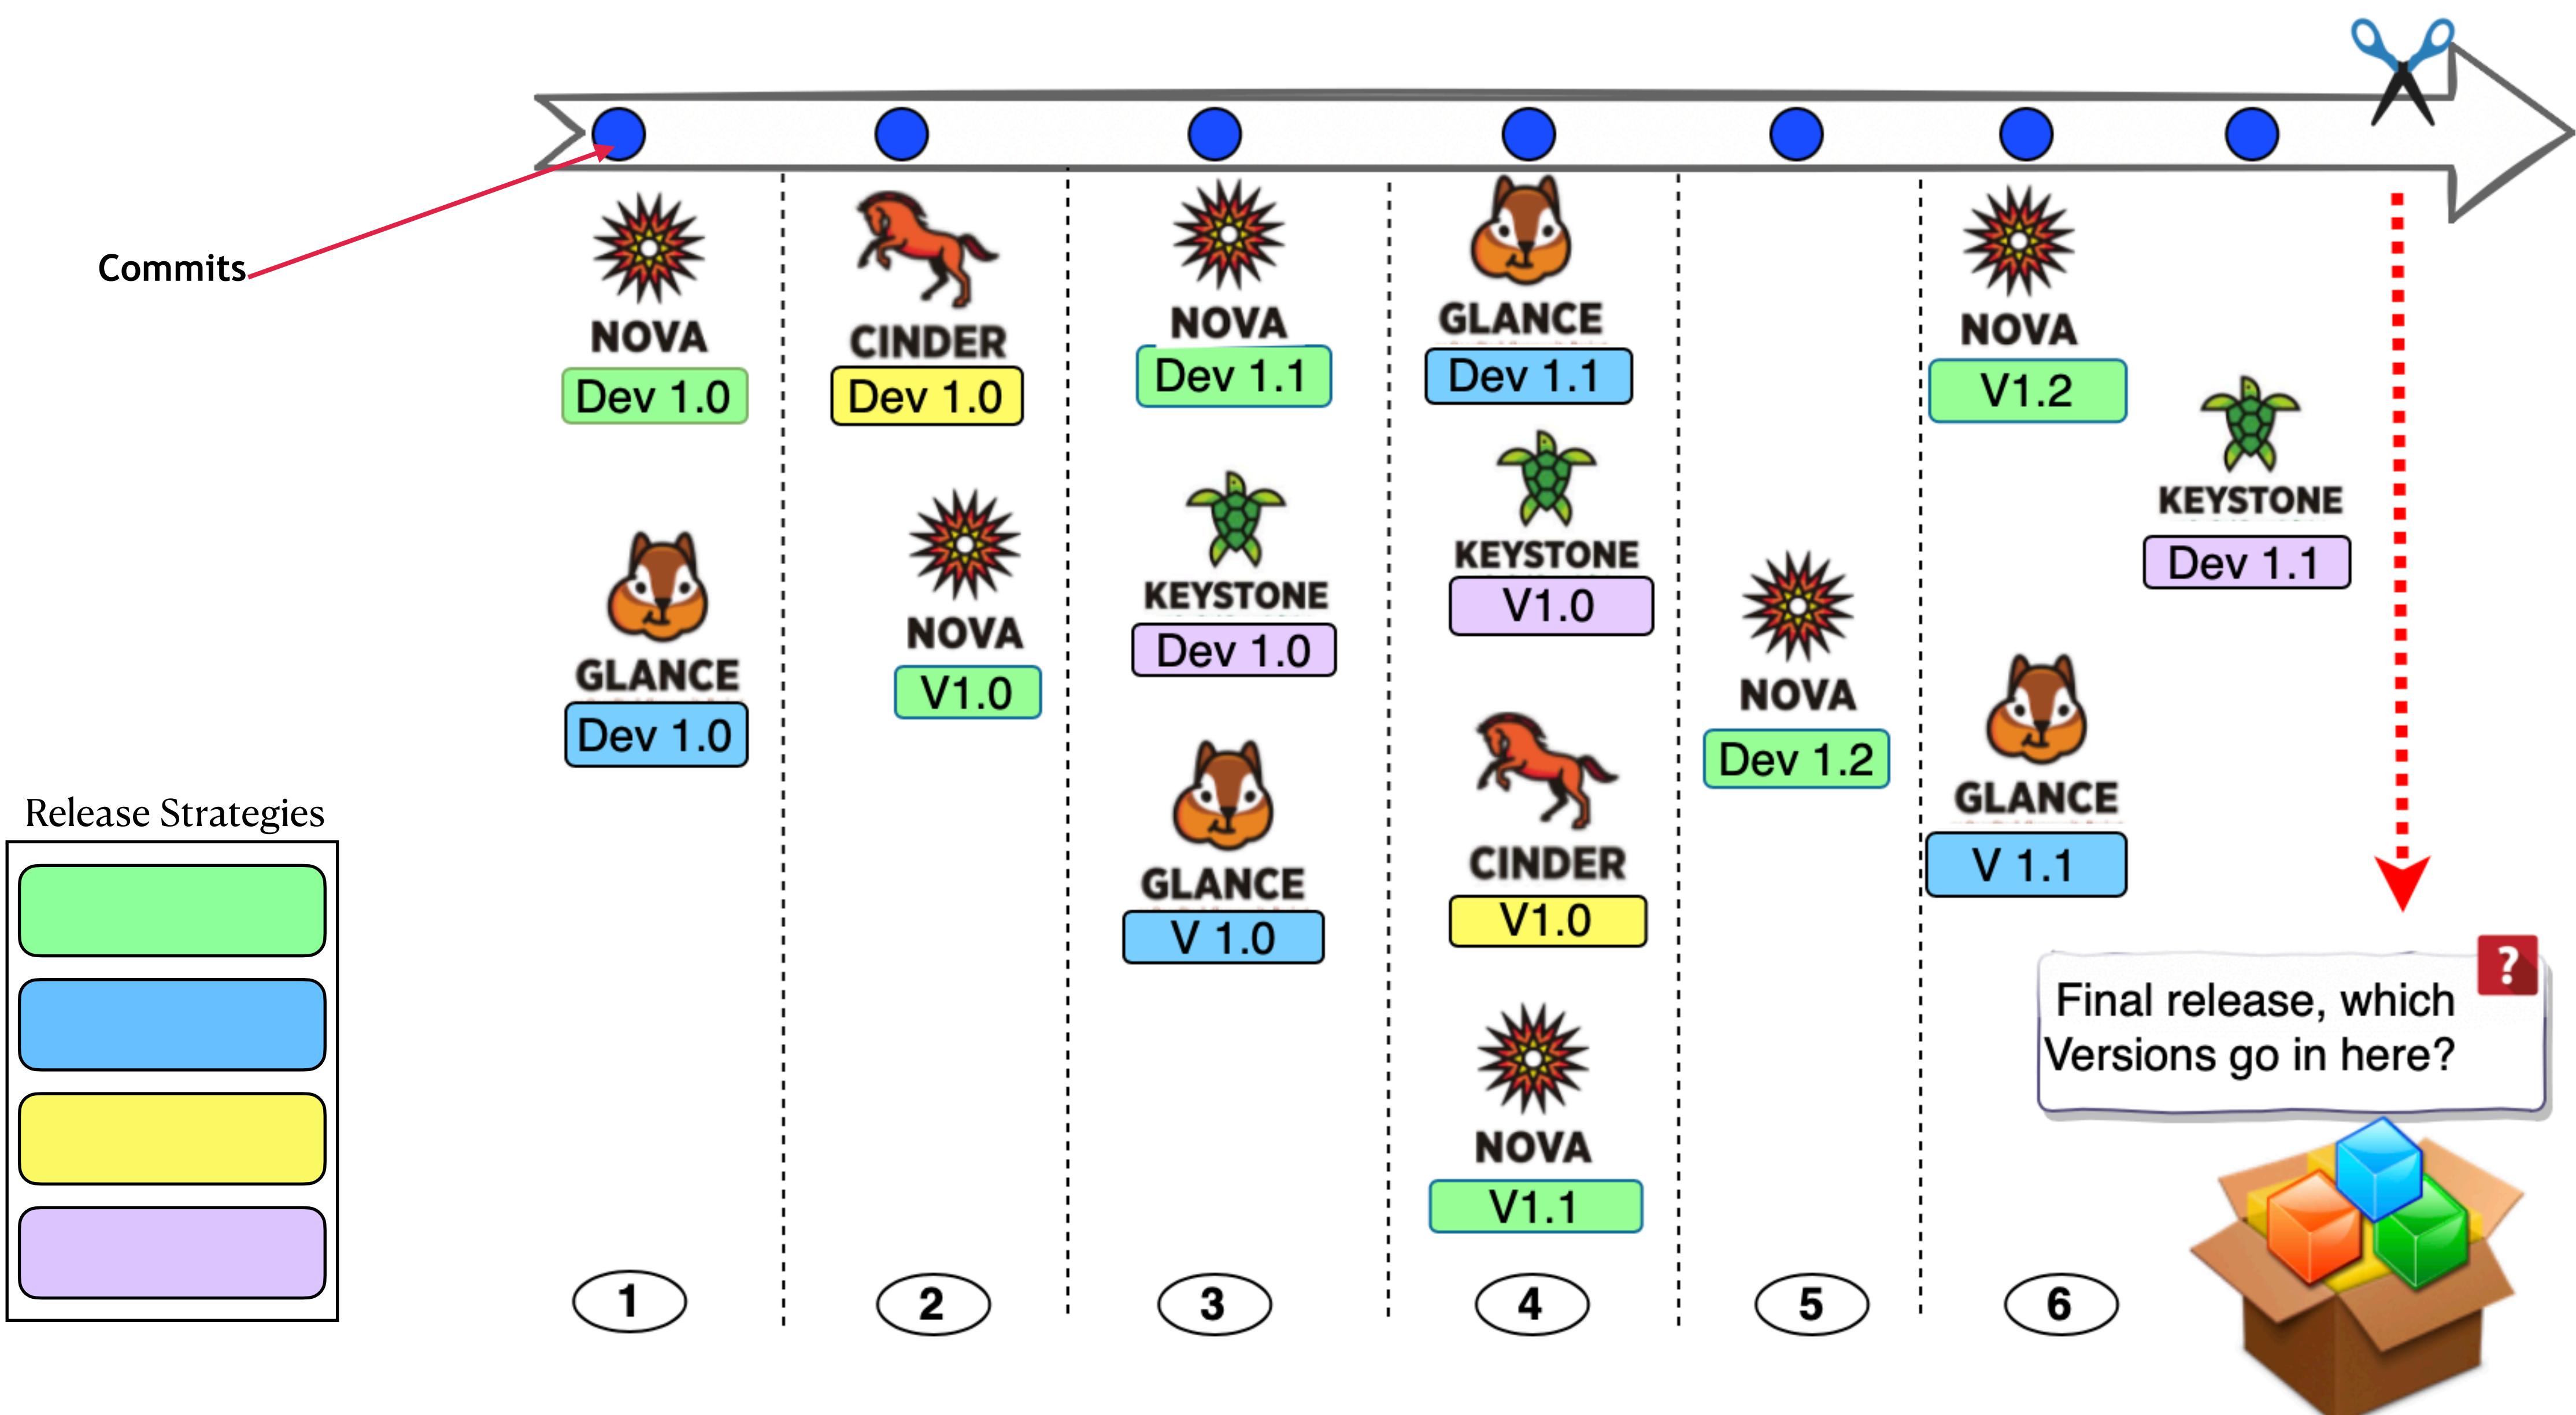 Commits
NOVA
Dev 1.0
GLANCE
Dev 1.0
CINDER
Dev 1.0
NOVA
V1.0
NOVA
Dev 1.1
KEYSTONE
Dev 1.0
GLANCE
V 1.0
GLANCE
Dev 1.1
KEYSTONE
V1.0
CINDER
V1.0
NOVA
V1.1
NOVA
Dev 1.2
NOVA
V1.2
GLANCE
V 1.1
KEYSTONE
Dev 1.1
Release Strategies
?
Final release, which
Versions go in here?
1
2
3
4
5
6